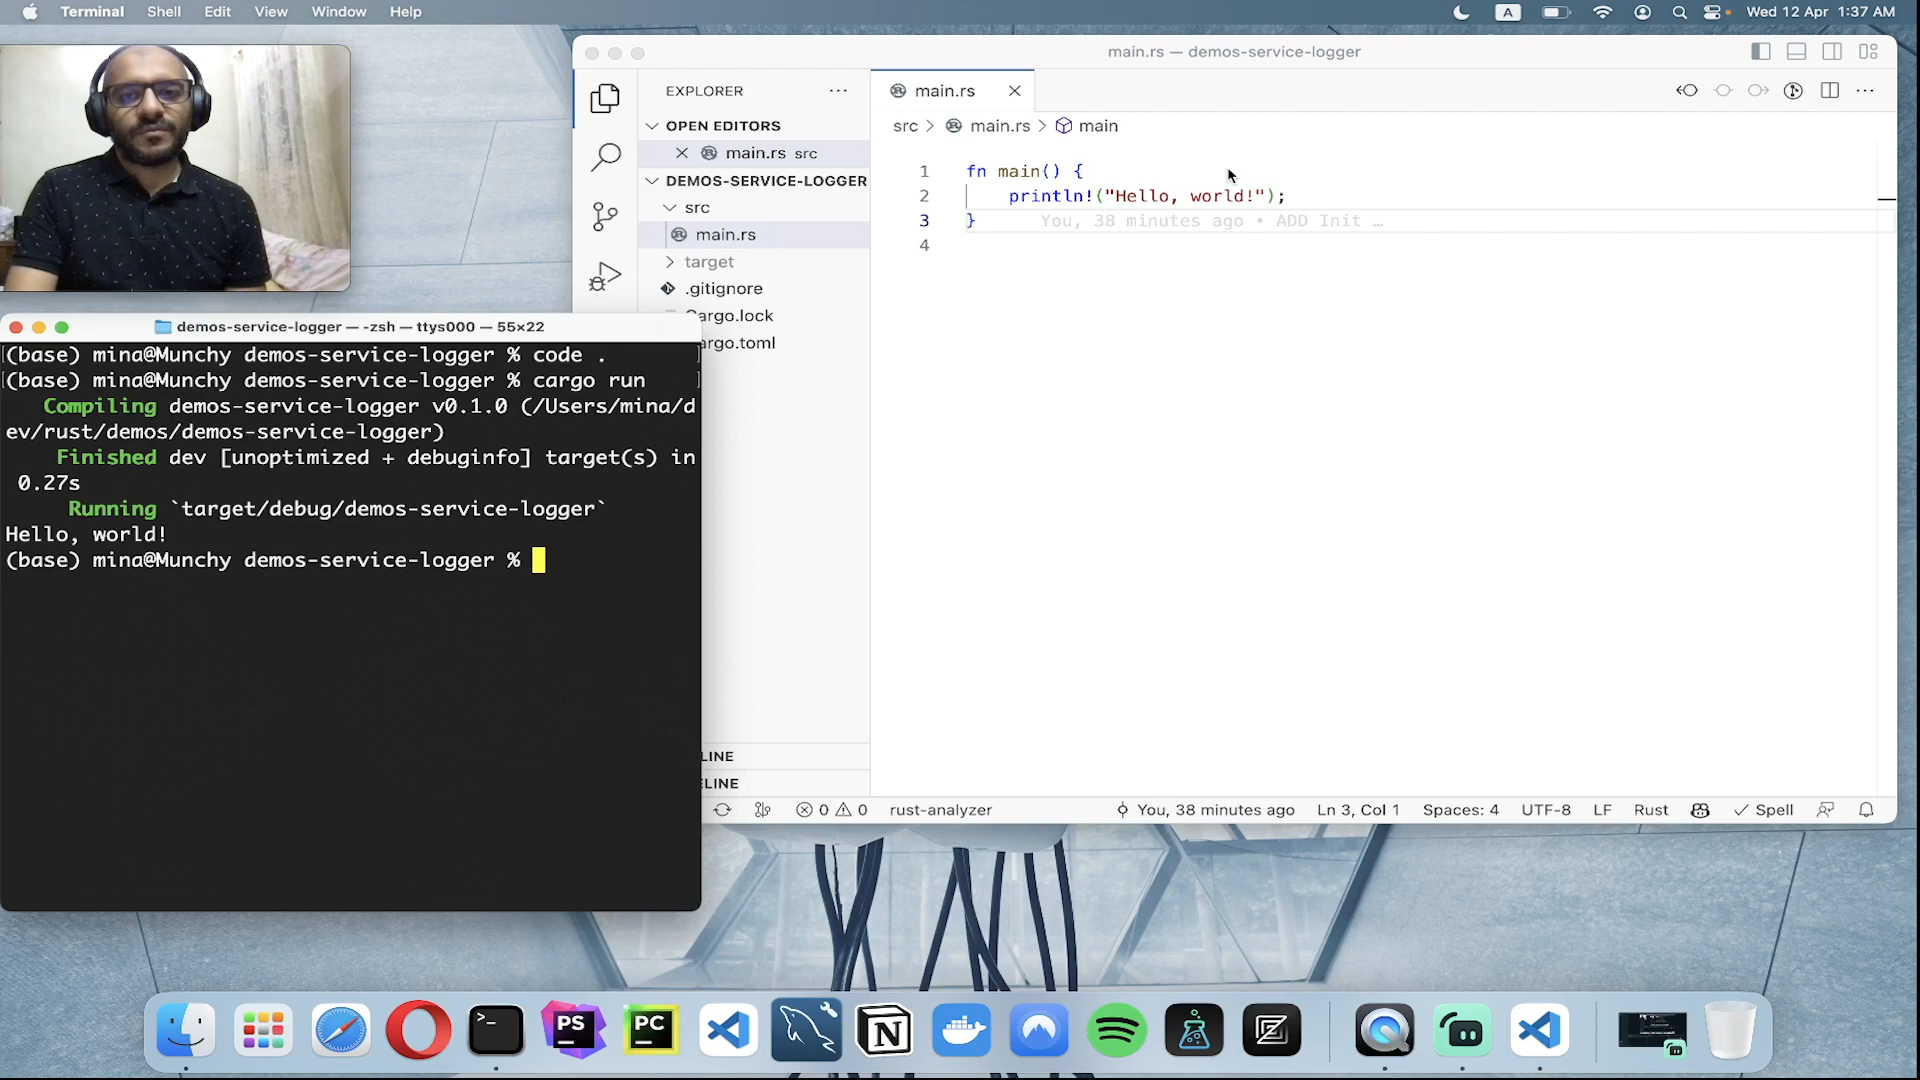 Terminal Shell Edit View Window Help
A
Wed 12 Apr 1:37 AM
main.rs — demos-service-logger
EXPLORER
main.rs
OPEN EDITORS
src main.rs main
main.rs src
DEMOS-SERVICE-LOGGER
src
main.rs
target
.gitignore
Cargo.lock
argo.toml
1 fn main() {
2 println!("Hello, world!");
3 } You, 38 minutes ago • ADD Init …
4
demos-service-logger — -zsh — ttys000 — 55×22
(base) mina@Munchy demos-service-logger % code .
(base) mina@Munchy demos-service-logger % cargo run
Compiling demos-service-logger v0.1.0 (/Users/mina/d
ev/rust/demos/demos-service-logger)
Finished dev [unoptimized + debuginfo] target(s) in
0.27s
Running `target/debug/demos-service-logger`
Hello, world!
(base) mina@Munchy demos-service-logger %
LINE
ELINE
0 0 rust-analyzer You, 38 minutes ago Ln 3, Col 1 Spaces: 4 UTF-8 LF Rust Spell
>_ PS PC N Z